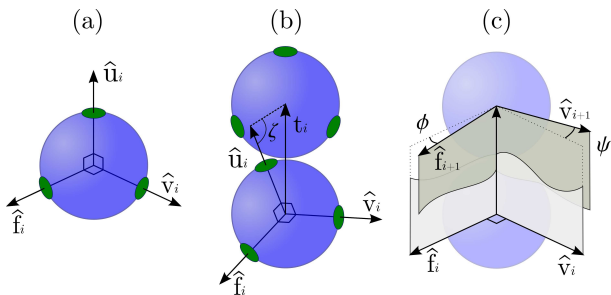 (a)
û_i
f̂_i
v̂_i
(b)
ζ
t_i
û_i
v̂_i
f̂_i
(c)
ϕ
f̂_{i+1}
v̂_{i+1}
ψ
f̂_i
v̂_i